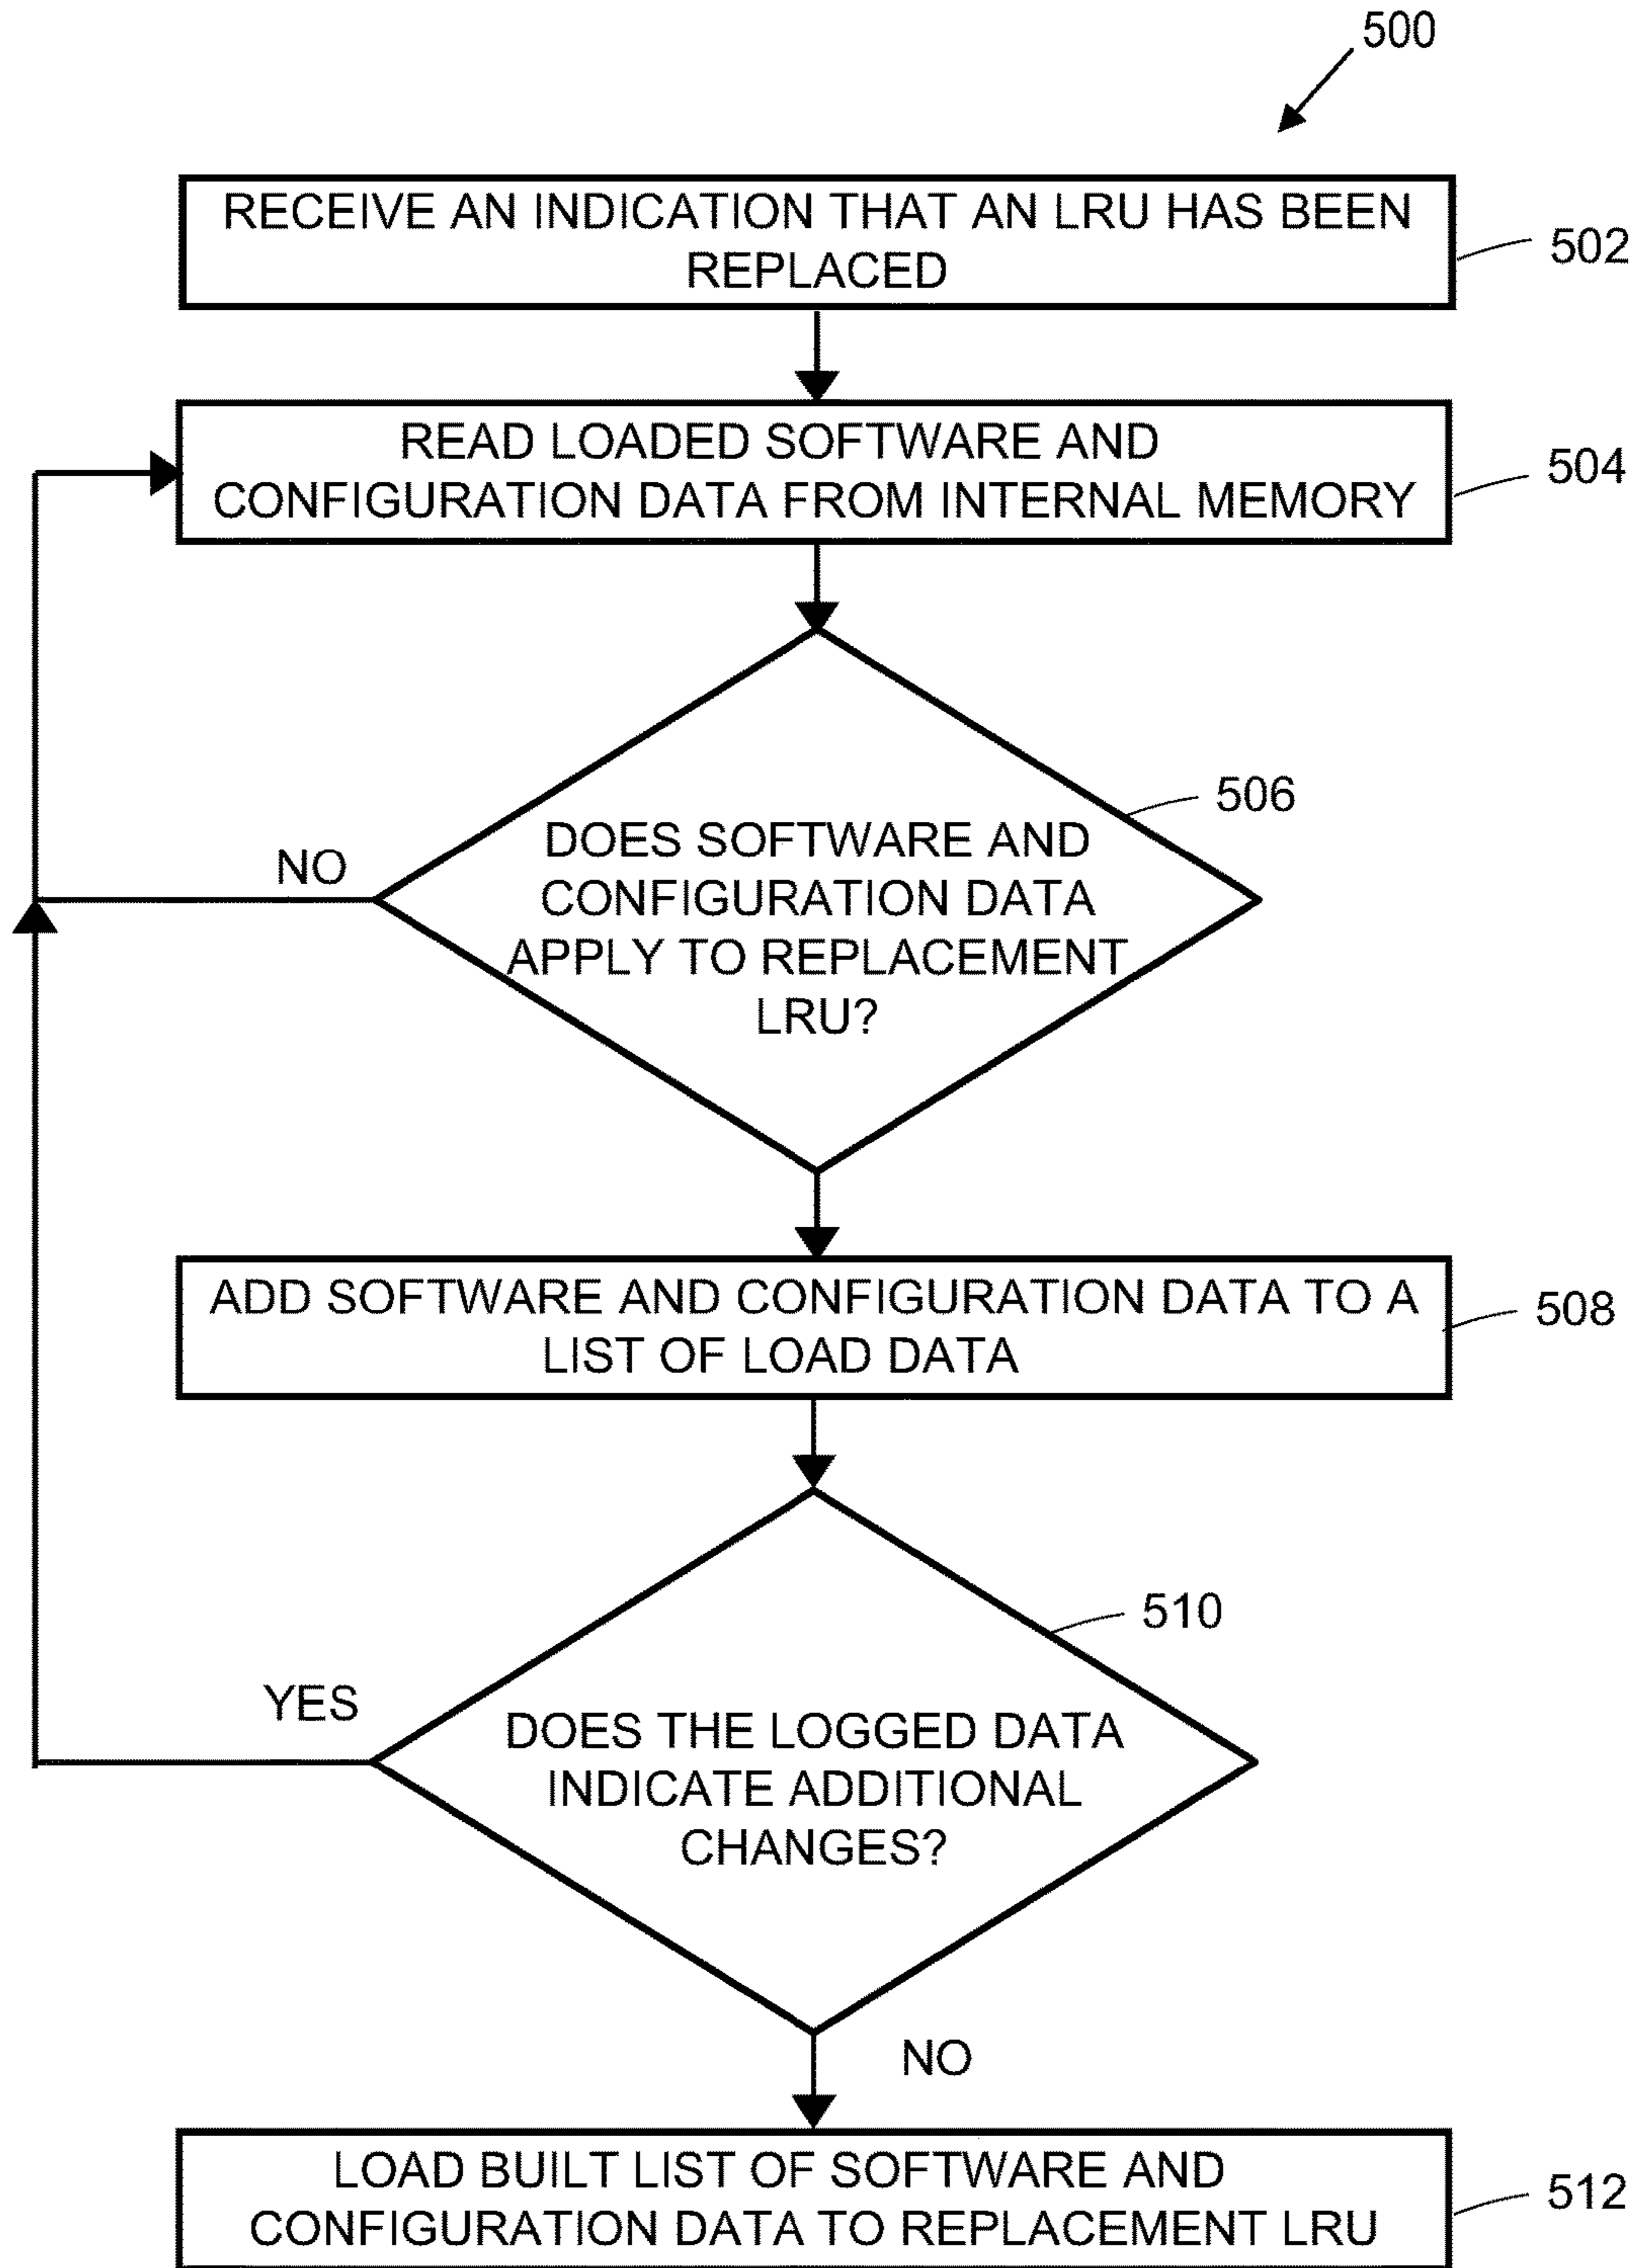 500
RECEIVE AN INDICATION THAT AN LRU HAS BEEN
REPLACED
502
READ LOADED SOFTWARE AND
CONFIGURATION DATA FROM INTERNAL MEMORY
504
506
DOES SOFTWARE AND
CONFIGURATION DATA
APPLY TO REPLACEMENT
LRU?
NO
ADD SOFTWARE AND CONFIGURATION DATA TO A
LIST OF LOAD DATA
508
510
YES
DOES THE LOGGED DATA
INDICATE ADDITIONAL
CHANGES?
NO
LOAD BUILT LIST OF SOFTWARE AND
CONFIGURATION DATA TO REPLACEMENT LRU
512